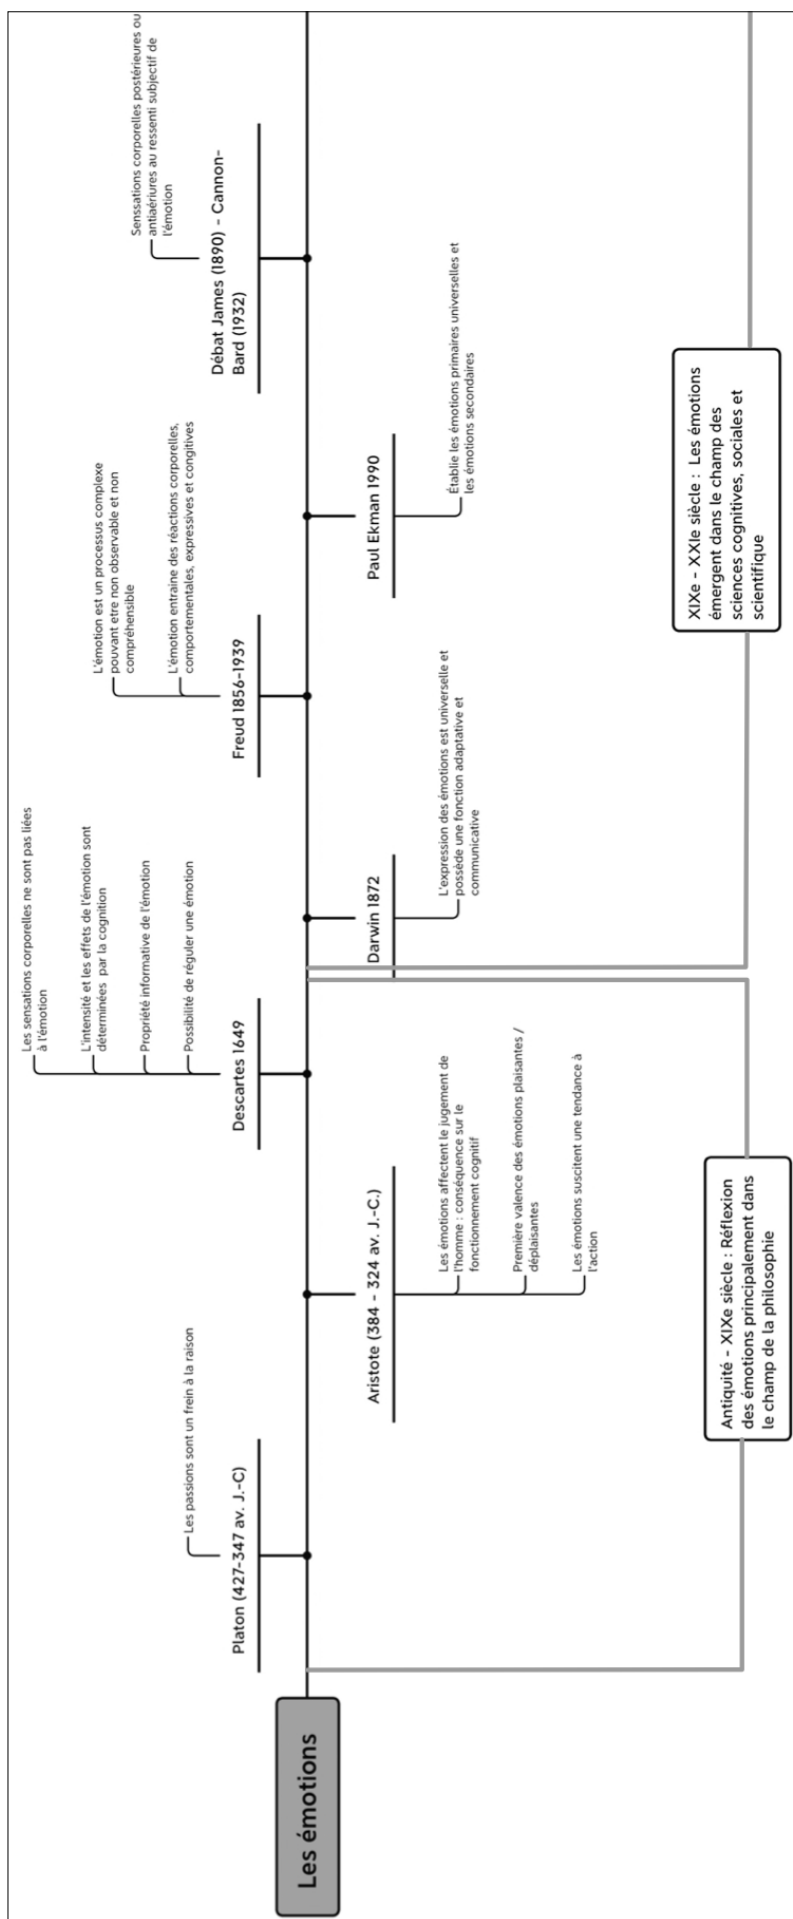 Les émotions
Platon (427-347 av. J.-C)
Les passions sont un frein à la raison
Aristote (384 - 324 av. J.-C.)
Les émotions affectent le jugement de
l'homme : conséquence sur le
fonctionnement cognitif
Première valence des émotions plaisantes /
déplaisantes
Les émotions suscitent une tendance à
l'action
Descartes 1649
Les sensations corporelles ne sont pas liées
à l'émotion
L'intensité et les effets de l'émotion sont
déterminées par la cognition
Propriété informative de l'émotion
Possibilité de réguler une émotion
Darwin 1872
L'expression des émotions est universelle et
possède une fonction adaptative et
communicative
Freud 1856-1939
L'émotion est un processus complexe
pouvant etre non observable et non
compréhensible
L'émotion entraine des réactions corporelles,
comportementales, expressives et congitives
Paul Ekman 1990
Établie les émotions primaires universelles et
les émotions secondaires
Débat James (1890) - Cannon-
Bard (1932)
Senssations corporelles postérieures ou
antiaériures au ressenti subjectif de
l'émotion
Antiquité - XIXe siècle : Réflexion
des émotions principalement dans
le champ de la philosophie
XIXe - XXIe siècle : Les émotions
émergent dans le champ des
sciences cognitives, sociales et
scientifique